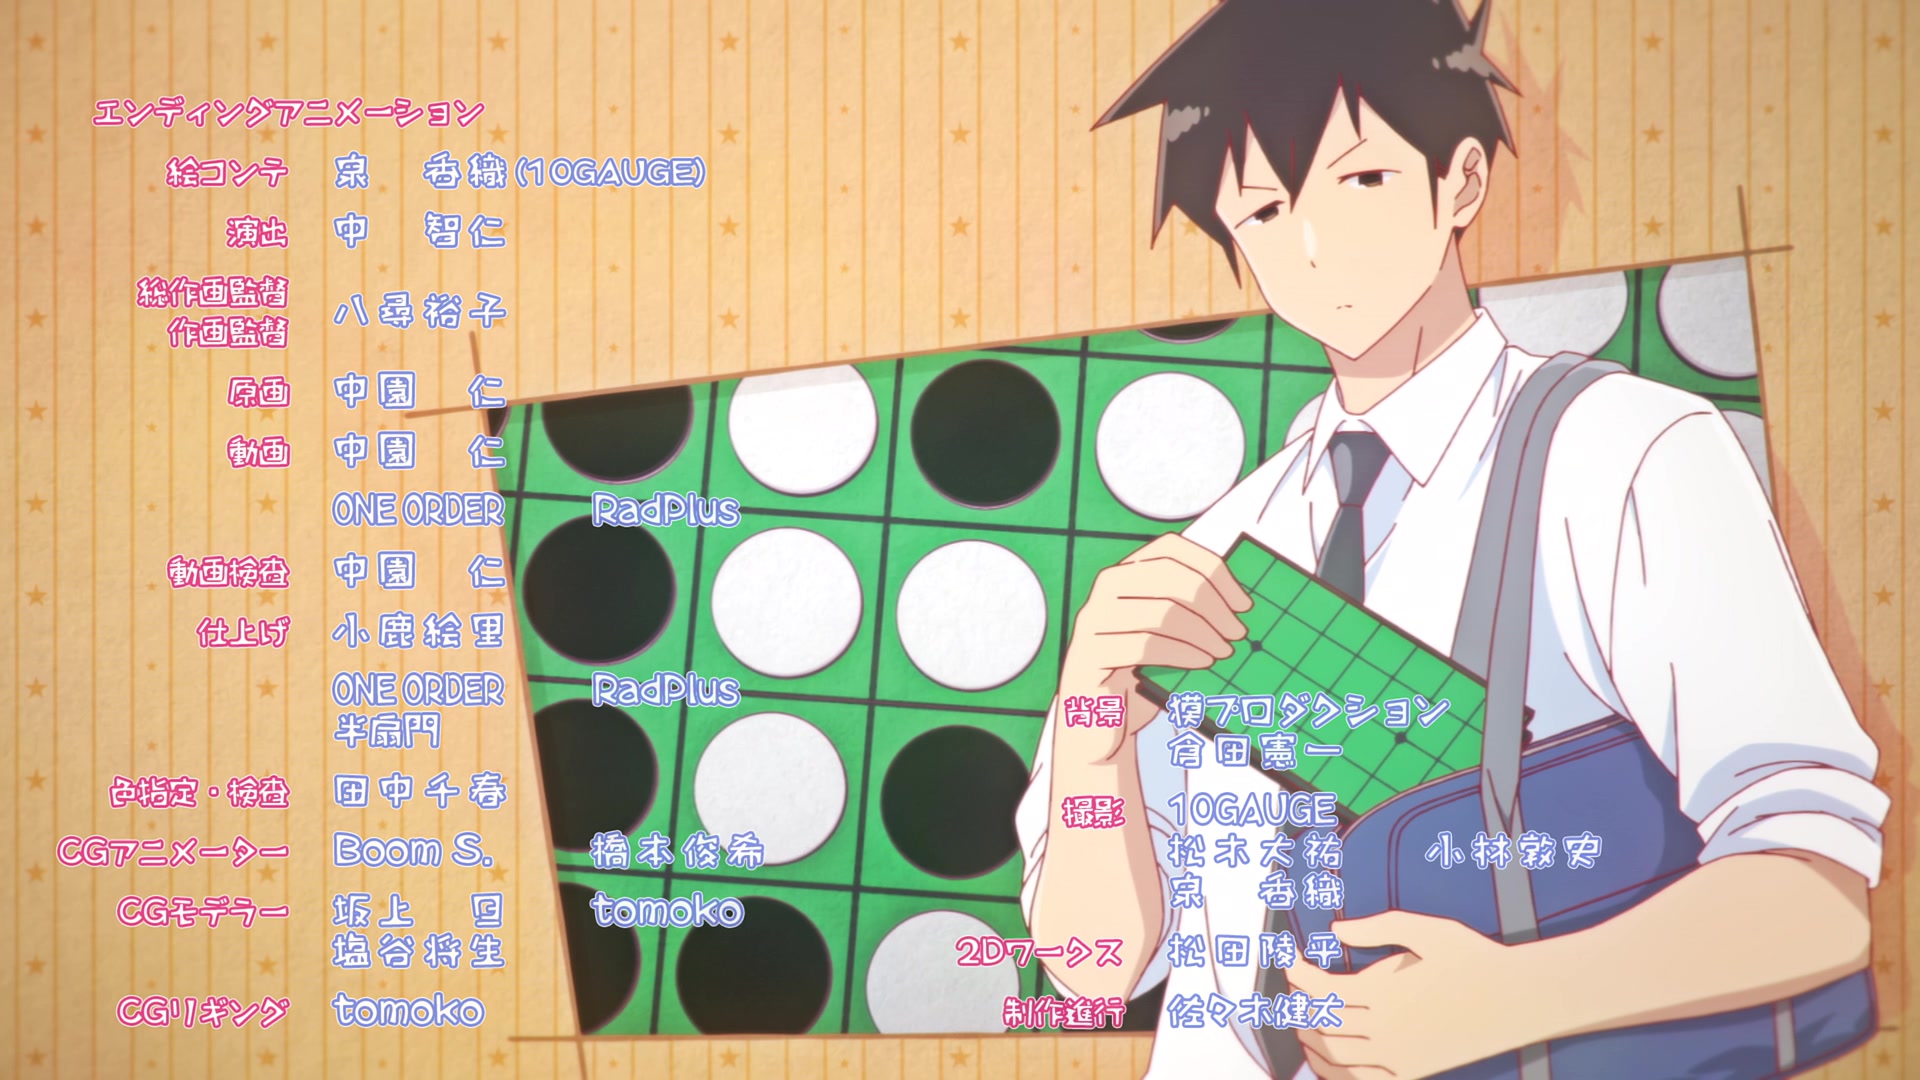 エンディングアニメーション
絵コンテ 泉 香織(10GAUGE)
演出 中 智仁
総作画監督
作画監督 八尋裕子
原画 中園 仁
動画 中園 仁
ONE ORDER RadPlus
動画検査 中園 仁
仕上げ 小鹿絵里
ONE ORDER RadPlus
半扇門
色指定・検査 田中千春
CGアニメーター Boom S. 橋本俊希
CGモデラー 坂上 tomoko
塩谷将生
CGリギング tomoko
背景 獏プロダクション
倉田憲一
撮影 10GAUGE
松木大祐 小林敦史
泉 香織
2Dワークス 松田陵平
制作進行 佐々木健太